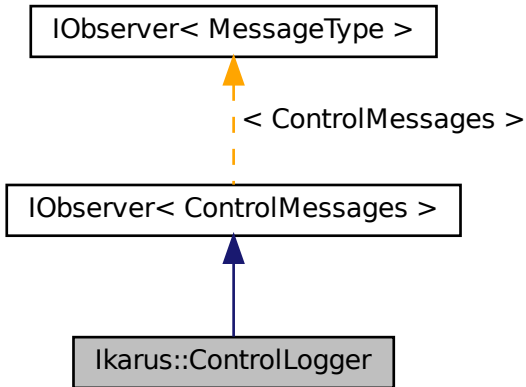 IObserver< MessageType >
< ControlMessages >
IObserver< ControlMessages >
Ikarus::ControlLogger